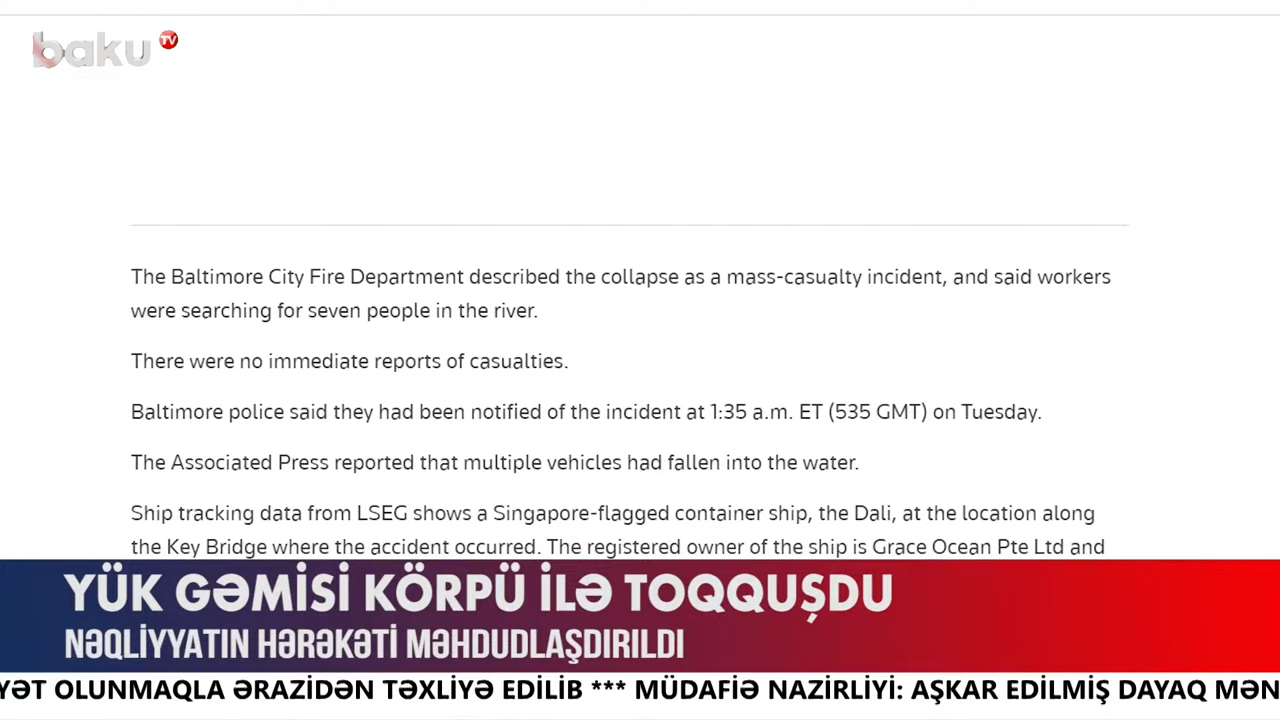 baku TV
The Baltimore City Fire Department described the collapse as a mass-casualty incident, and said workers
were searching for seven people in the river.
There were no immediate reports of casualties.
Baltimore police said they had been notified of the incident at 1:35 a.m. ET (535 GMT) on Tuesday.
The Associated Press reported that multiple vehicles had fallen into the water.
Ship tracking data from LSEG shows a Singapore-flagged container ship, the Dali, at the location along
the Key Bridge where the accident occurred. The registered owner of the ship is Grace Ocean Pte Ltd and
YÜK GƏMİSİ KÖRPÜ İLƏ TOQQUŞDU
NƏQLİYYATIN HƏRƏKƏTİ MƏHDUDLAŞDIRILDI
YƏT OLUNMAQLA ƏRAZİDƏN TƏXLİYƏ EDİLİB *** MÜDAFİƏ NAZİRLİYİ: AŞKAR EDİLMİŞ DAYAQ MƏN